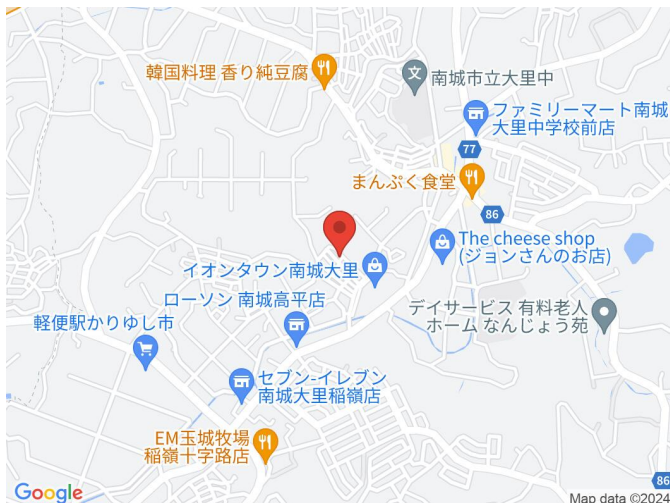 韓国料理 香り純豆腐
南城市立大里中
ファミリーマート南城
大里中学校前店
77
まんぷく食堂
86
The cheese shop
(ジョンさんのお店)
イオンタウン南城大里
ローソン 南城高平店
デイサービス 有料老人
ホーム なんじょう苑
軽便駅かりゆし市
セブン-イレブン
南城大里稲嶺店
EM玉城牧場
稲嶺十字路店
86
Google
Map data ©2024